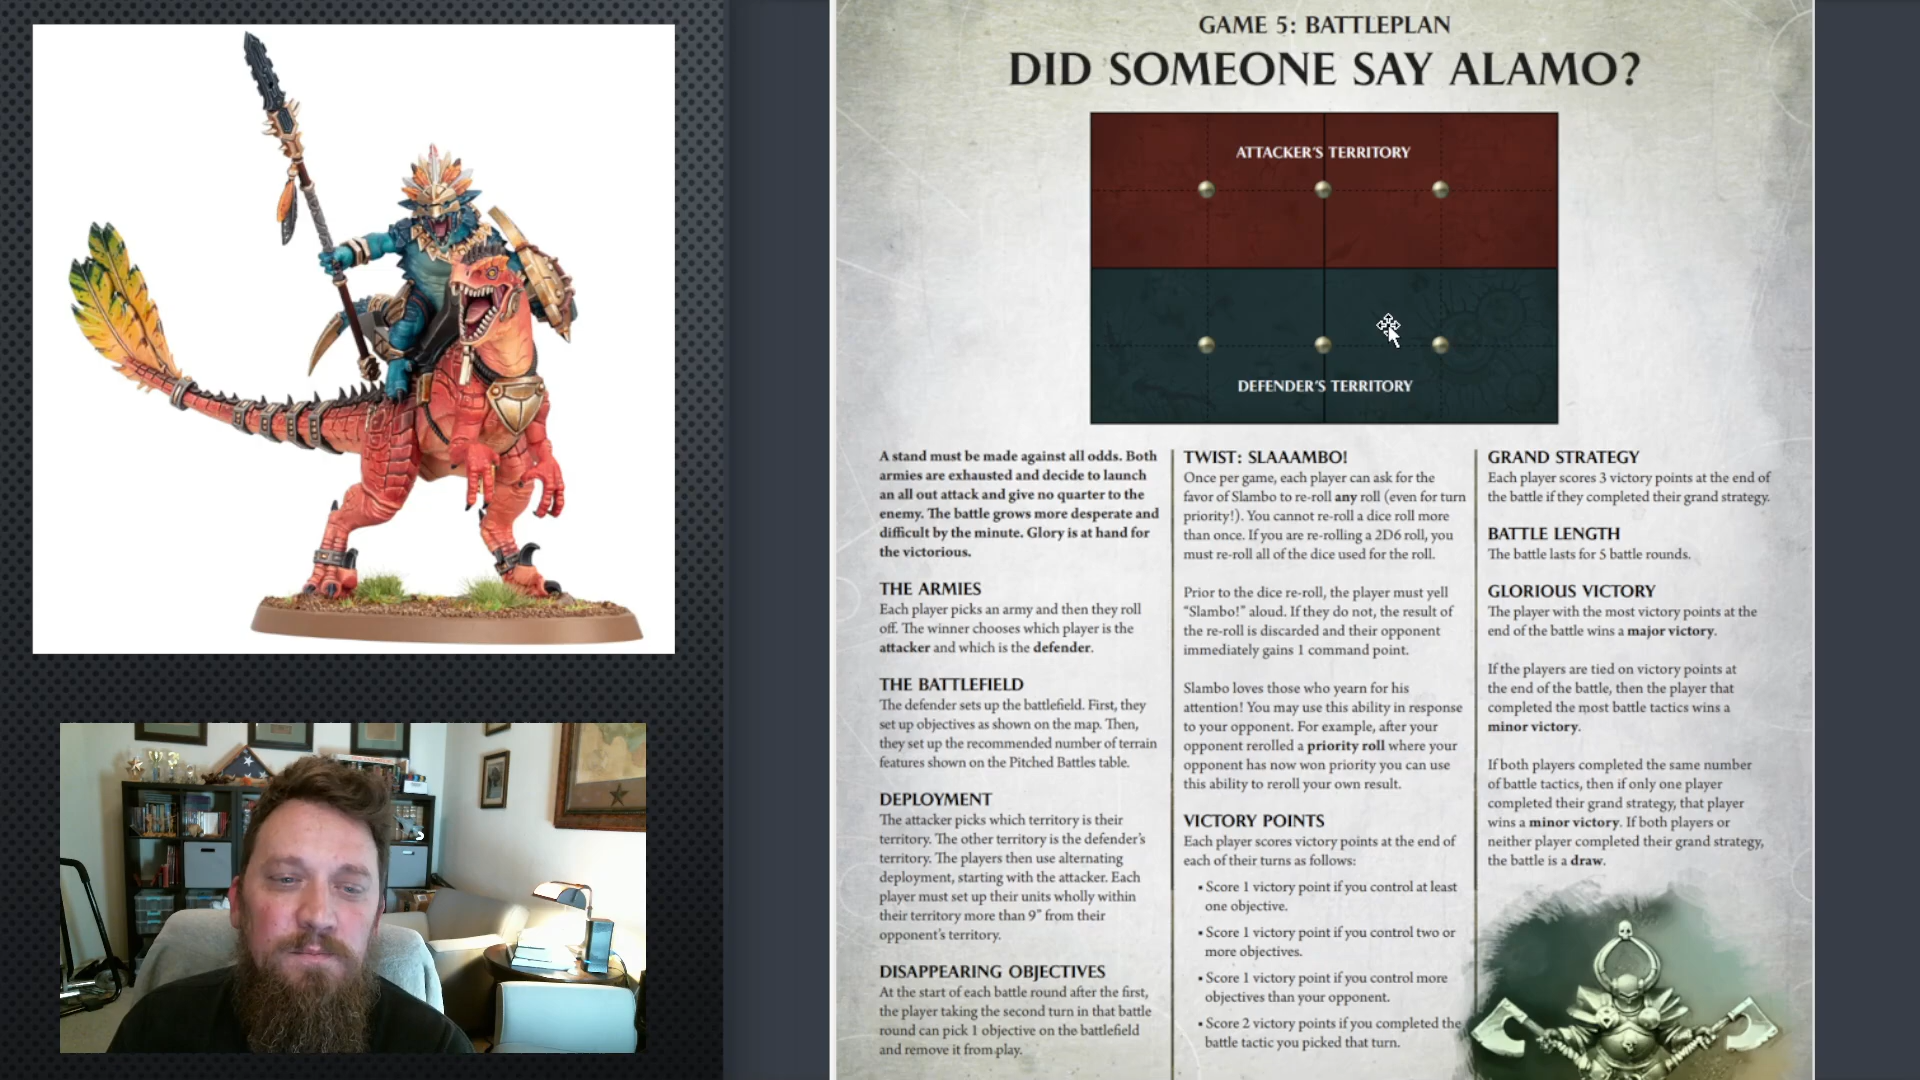 GAME 5: BATTLEPLAN
DID SOMEONE SAY ALAMO?
ATTACKER'S TERRITORY
DEFENDER'S TERRITORY
A stand must be made against all odds. Both
armies are exhausted and decide to launch
an all out attack and give no quarter to the
enemy. The battle grows more desperate and
difficult by the minute. Glory is at hand for
the victorious.
THE ARMIES
Each player picks an army and then they roll
off. The winner chooses which player is the
attacker and which is the defender.
THE BATTLEFIELD
The defender sets up the battlefield. First, they
set up objectives as shown on the map. Then,
they set up the recommended number of terrain
features shown on the Pitched Battles table.
DEPLOYMENT
The attacker picks which territory is their
territory. The other territory is the defender's
territory. The players then use alternating
deployment, starting with the attacker. Each
player must set up their units wholly within
their territory more than 9" from their
opponent's territory.
DISAPPEARING OBJECTIVES
At the start of each battle round after the first,
the player taking the second turn in that battle
round can pick 1 objective on the battlefield
and remove it from play.
TWIST: SLAAAMBO!
Once per game, each player can ask for the
favor of Slambo to re-roll any roll (even for turn
priority!). You cannot re-roll a dice roll more
than once. If you are re-rolling a 2D6 roll, you
must re-roll all of the dice used for the roll.
Prior to the dice re-roll, the player must yell
"Slambo!" aloud. If they do not, the result of
the re-roll is discarded and their opponent
immediately gains 1 command point.
Slambo loves those who yearn for his
attention! You may use this ability in response
to your opponent. For example, after your
opponent rerolled a priority roll where your
opponent has now won priority you can use
this ability to reroll your own result.
VICTORY POINTS
Each player scores victory points at the end of
each of their turns as follows:
▪ Score 1 victory point if you control at least
one objective.
▪ Score 1 victory point if you control two or
more objectives.
▪ Score 1 victory point if you control more
objectives than your opponent.
▪ Score 2 victory points if you completed the
battle tactic you picked that turn.
GRAND STRATEGY
Each player scores 3 victory points at the end of
the battle if they completed their grand strategy.
BATTLE LENGTH
The battle lasts for 5 battle rounds.
GLORIOUS VICTORY
The player with the most victory points at the
end of the battle wins a major victory.
If the players are tied on victory points at
the end of the battle, then the player that
completed the most battle tactics wins a
minor victory.
If both players completed the same number
of battle tactics, then if only one player
completed their grand strategy, that player
wins a minor victory. If both players or
neither player completed their grand strategy,
the battle is a draw.